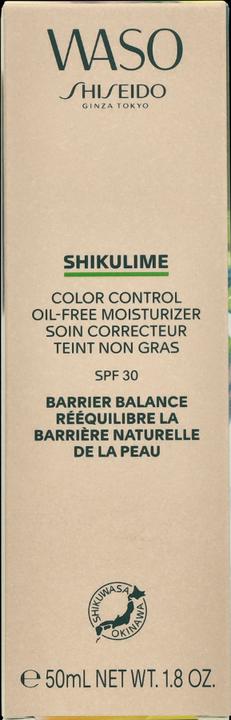 WASO
SHISEIDO
GINZA TOKYO
SHIKULIME
COLOR CONTROL
OIL-FREE MOISTURIZER
SOIN CORRECTEUR
TEINT NON GRAS
SPF 30
BARRIER BALANCE
RÉÉQUILIBRE LA
BARRIÈRE NATURELLE
DE LA PEAU
SHIKUWASA
OKINAWA
℮ 50mL NET WT. 1.8 OZ.